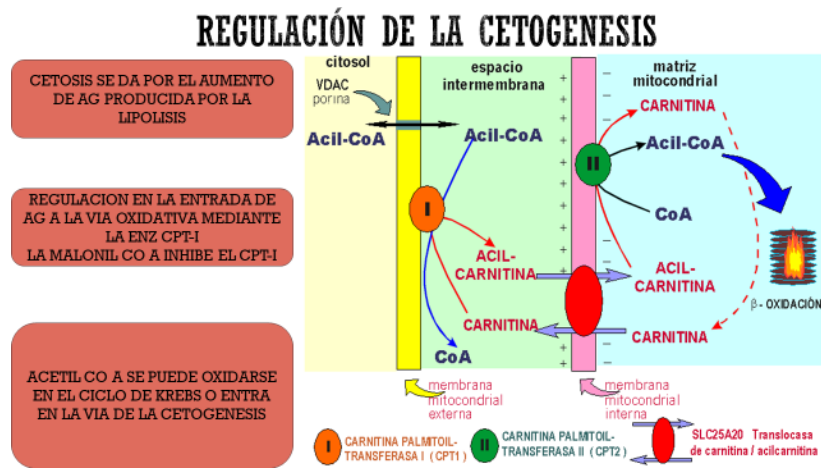 REGULACIÓN DE LA CETOGENESIS
CETOSIS SE DA POR EL AUMENTO
DE AG PRODUCIDA POR LA
LIPOLISIS
REGULACION EN LA ENTRADA DE
AG A LA VIA OXIDATIVA MEDIANTE
LA ENZ CPT-I
LA MALONIL CO A INHIBE EL CPT-I
ACETIL CO A SE PUEDE OXIDARSE
EN EL CICLO DE KREBS O ENTRA
EN LA VIA DE LA CETOGENESIS
citosol
espacio
intermembrana
matriz
mitocondrial
VDAC
porina
Acil-CoA
Acil-CoA
CARNITINA
Acil-CoA
II
CoA
I
ACIL-
CARNITINA
ACIL-
CARNITINA
β - OXIDACIÓN
CARNITINA
CARNITINA
CoA
membrana
mitocondrial
externa
membrana
mitocondrial
interna
I
CARNITINA PALMITOIL-
TRANSFERASA I (CPT1)
II
CARNITINA PALMITOIL-
TRANSFERASA II (CPT2)
SLC25A20 Translocasa
de carnitina / acilcarnitina